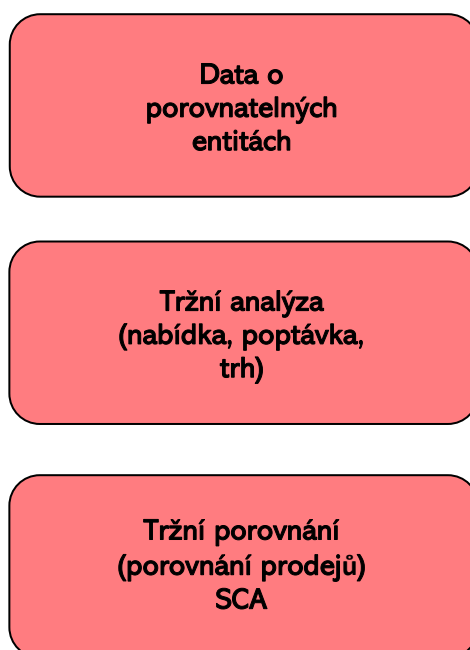 Data o
porovnatelných
entitách
Tržní analýza
(nabídka, poptávka,
trh)
Tržní porovnání
(porovnání prodejů)
SCA